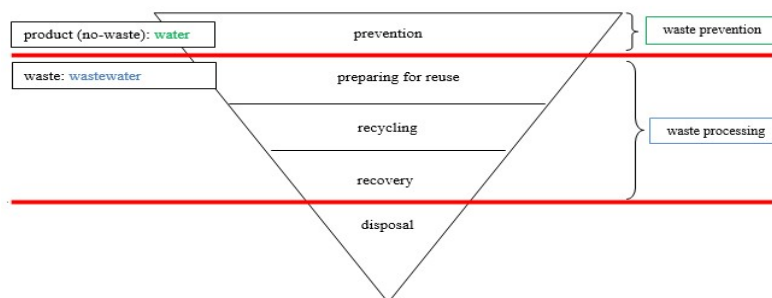 product (no-waste): water
prevention
waste prevention
waste: wastewater
preparing for reuse
recycling
waste processing
recovery
disposal